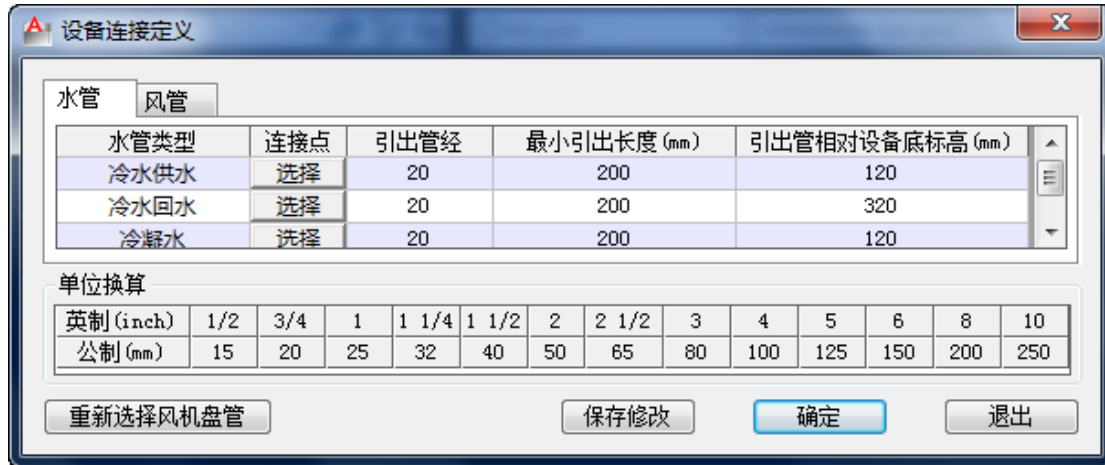 设备连接定义
水管 风管
水管类型 连接点 引出管经 最小引出长度(mm) 引出管相对设备底标高(mm)
冷水供水 选择 20 200 120
冷水回水 选择 20 200 320
冷凝水 选择 20 200 120
单位换算
英制(inch) 1/2 3/4 1 1 1/4 1 1/2 2 2 1/2 3 4 5 6 8 10
公制(mm) 15 20 25 32 40 50 65 80 100 125 150 200 250
重新选择风机盘管 保存修改 确定 退出